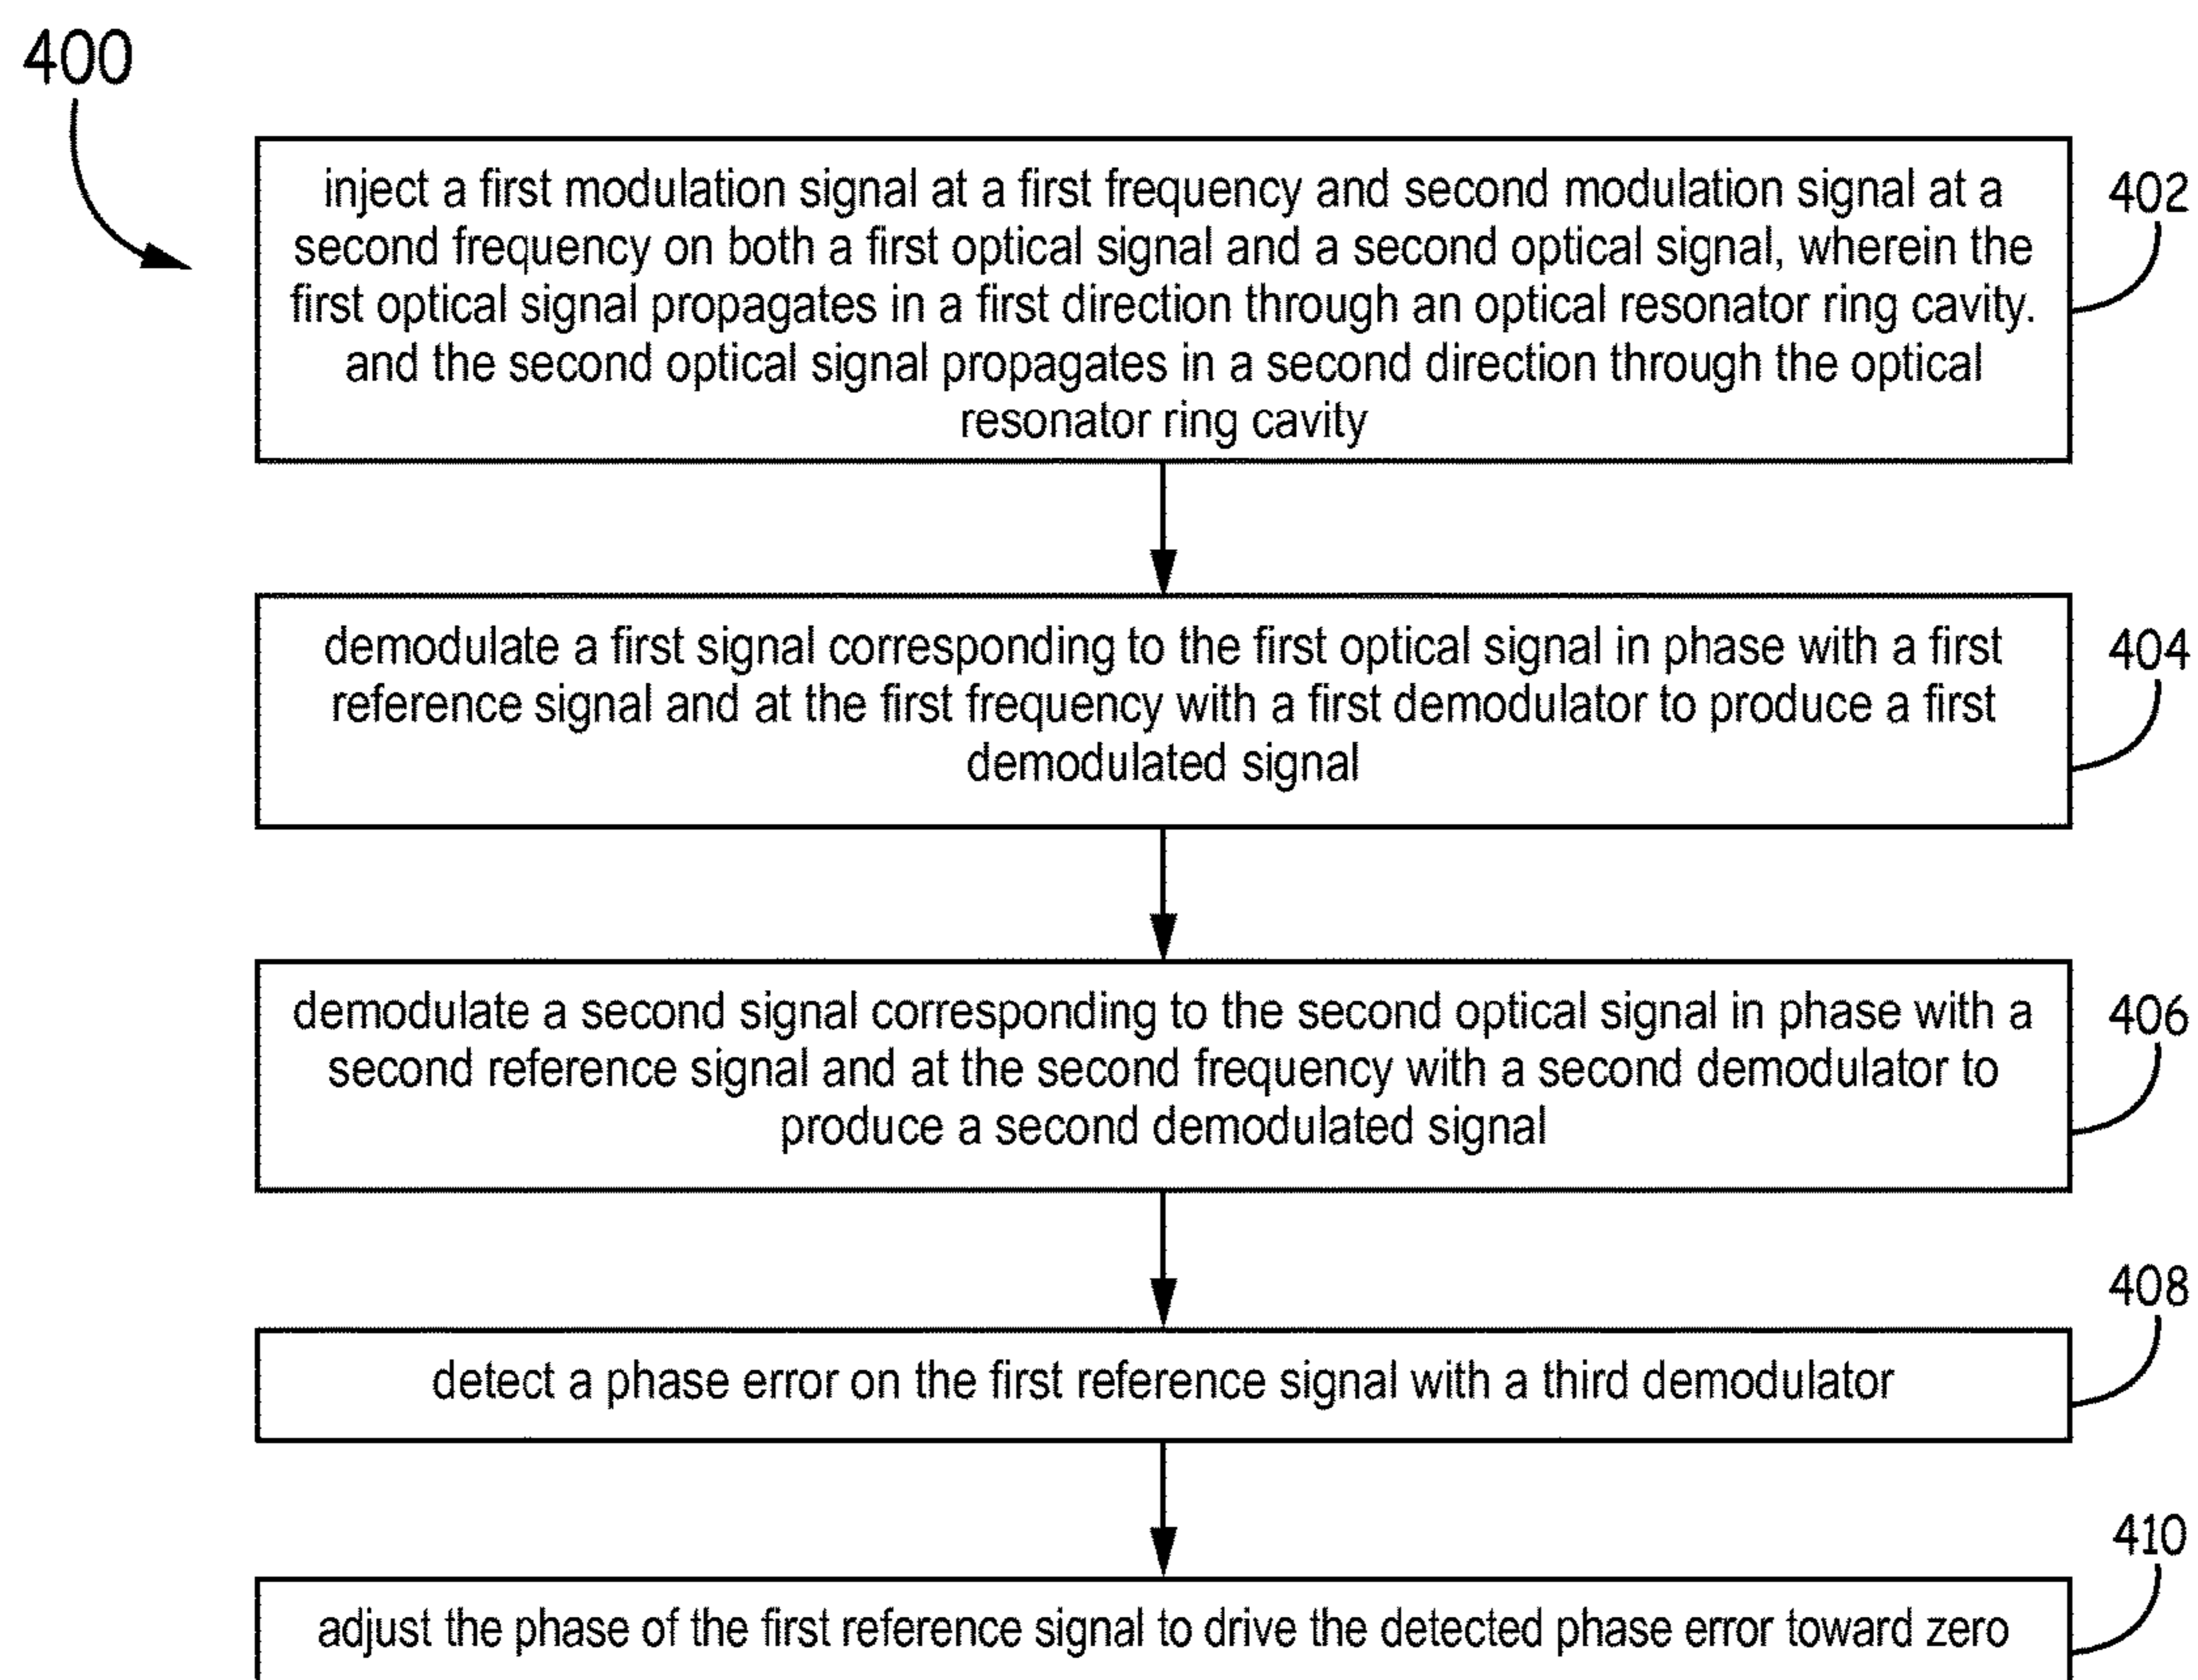 400
inject a first modulation signal at a first frequency and second modulation signal at a
second frequency on both a first optical signal and a second optical signal, wherein the
first optical signal propagates in a first direction through an optical resonator ring cavity.
and the second optical signal propagates in a second direction through the optical
resonator ring cavity
402
demodulate a first signal corresponding to the first optical signal in phase with a first
reference signal and at the first frequency with a first demodulator to produce a first
demodulated signal
404
demodulate a second signal corresponding to the second optical signal in phase with a
second reference signal and at the second frequency with a second demodulator to
produce a second demodulated signal
406
detect a phase error on the first reference signal with a third demodulator
408
adjust the phase of the first reference signal to drive the detected phase error toward zero
410